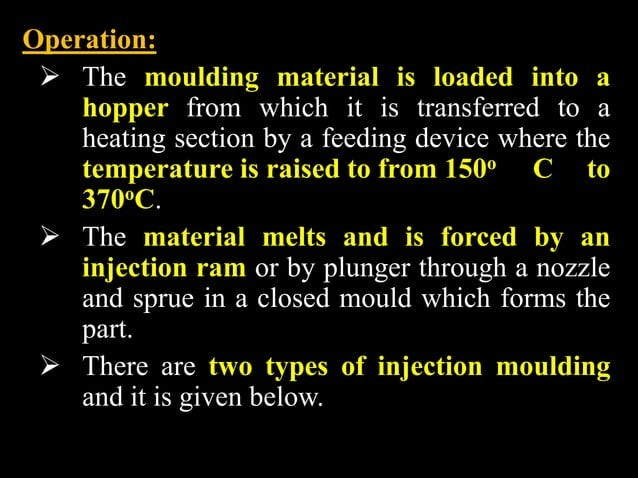 Operation:
➢ The moulding material is loaded into a
hopper from which it is transferred to a
heating section by a feeding device where the
temperature is raised to from 150o C to
370oC.
➢ The material melts and is forced by an
injection ram or by plunger through a nozzle
and sprue in a closed mould which forms the
part.
➢ There are two types of injection moulding
and it is given below.